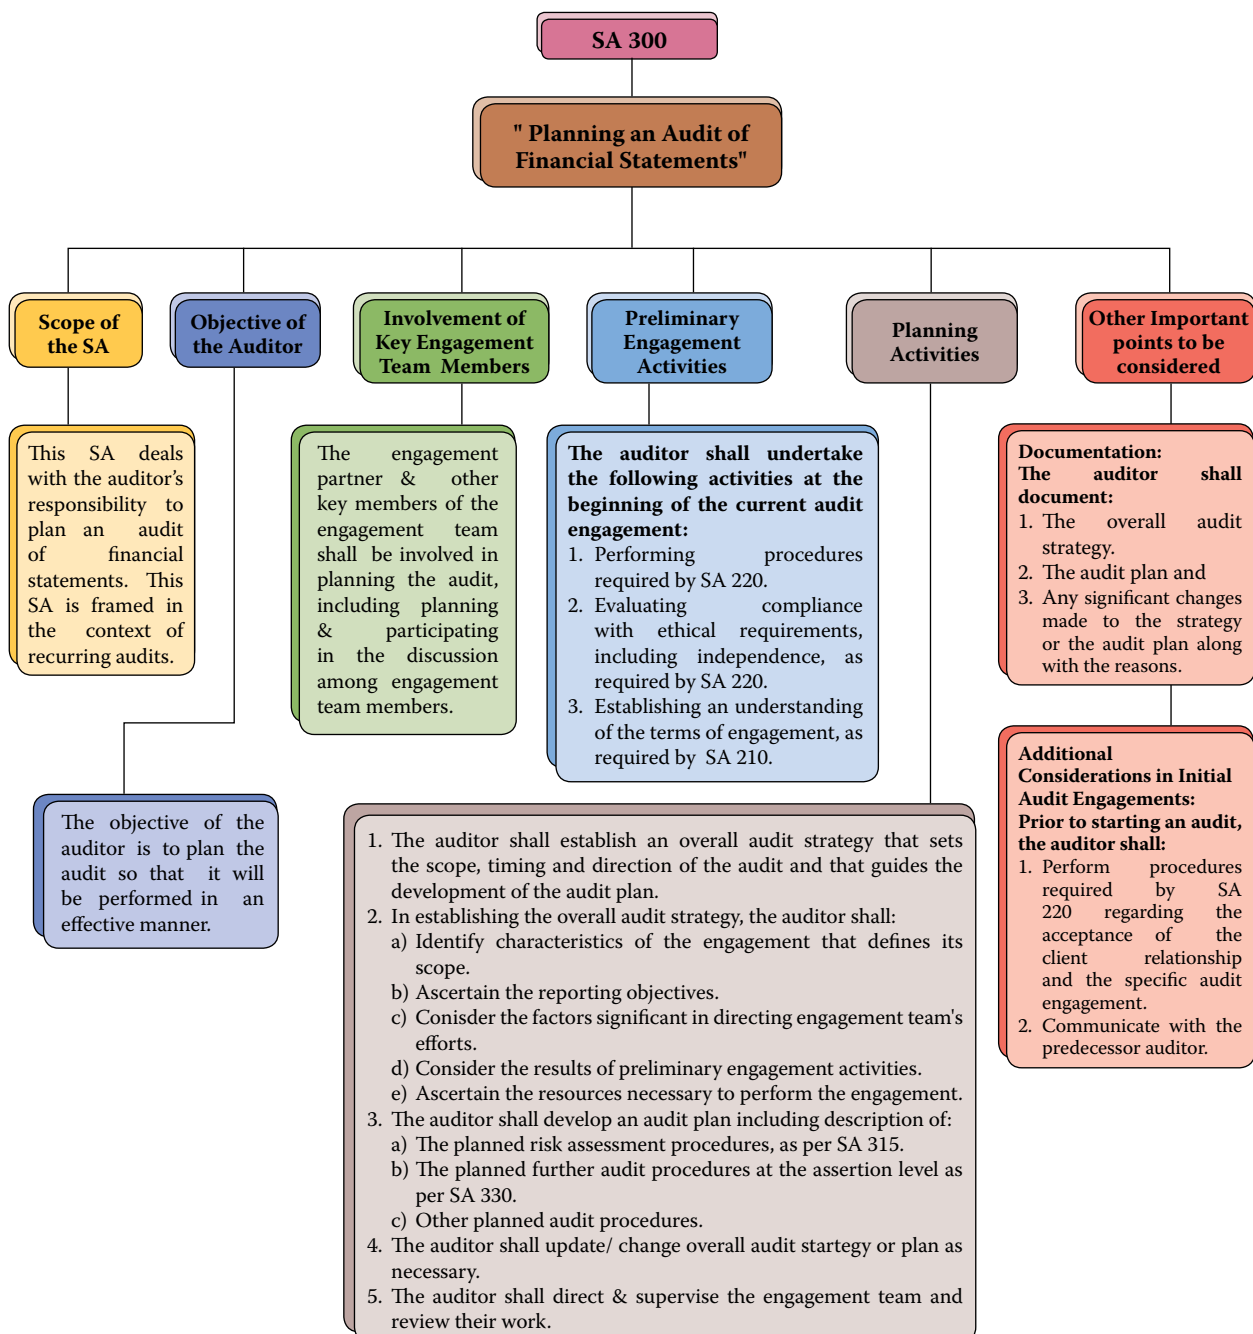 SA 300
" Planning an Audit of
Financial Statements"
Scope of
the SA
This SA deals
with the auditor's
responsibility to
plan an audit
of financial
statements. This
SA is framed in
the context of
recurring audits.
Objective of
the Auditor
The objective of the
auditor is to plan the
audit so that it will
be performed in an
effective manner.
Involvement of
Key Engagement
Team Members
The engagement
partner & other
key members of the
engagement team
shall be involved in
planning the audit,
including planning
& participating
in the discussion
among engagement
team members.
Preliminary
Engagement
Activities
The auditor shall undertake
the following activities at the
beginning of the current audit
engagement:
1. Performing procedures
required by SA 220.
2. Evaluating compliance
with ethical requirements,
including independence, as
required by SA 220.
3. Establishing an understanding
of the terms of engagement, as
required by SA 210.
Planning
Activities
1. The auditor shall establish an overall audit strategy that sets
the scope, timing and direction of the audit and that guides the
development of the audit plan.
2. In establishing the overall audit strategy, the auditor shall:
a) Identify characteristics of the engagement that defines its
scope.
b) Ascertain the reporting objectives.
c) Conisder the factors significant in directing engagement team's
efforts.
d) Consider the results of preliminary engagement activities.
e) Ascertain the resources necessary to perform the engagement.
3. The auditor shall develop an audit plan including description of:
a) The planned risk assessment procedures, as per SA 315.
b) The planned further audit procedures at the assertion level as
per SA 330.
c) Other planned audit procedures.
4. The auditor shall update/ change overall audit startegy or plan as
necessary.
5. The auditor shall direct & supervise the engagement team and
review their work.
Other Important
points to be
considered
Documentation:
The auditor shall
document:
1. The overall audit
strategy.
2. The audit plan and
3. Any significant changes
made to the strategy
or the audit plan along
with the reasons.
Additional
Considerations in Initial
Audit Engagements:
Prior to starting an audit,
the auditor shall:
1. Perform procedures
required by SA
220 regarding the
acceptance of the
client relationship
and the specific audit
engagement.
2. Communicate with the
predecessor auditor.